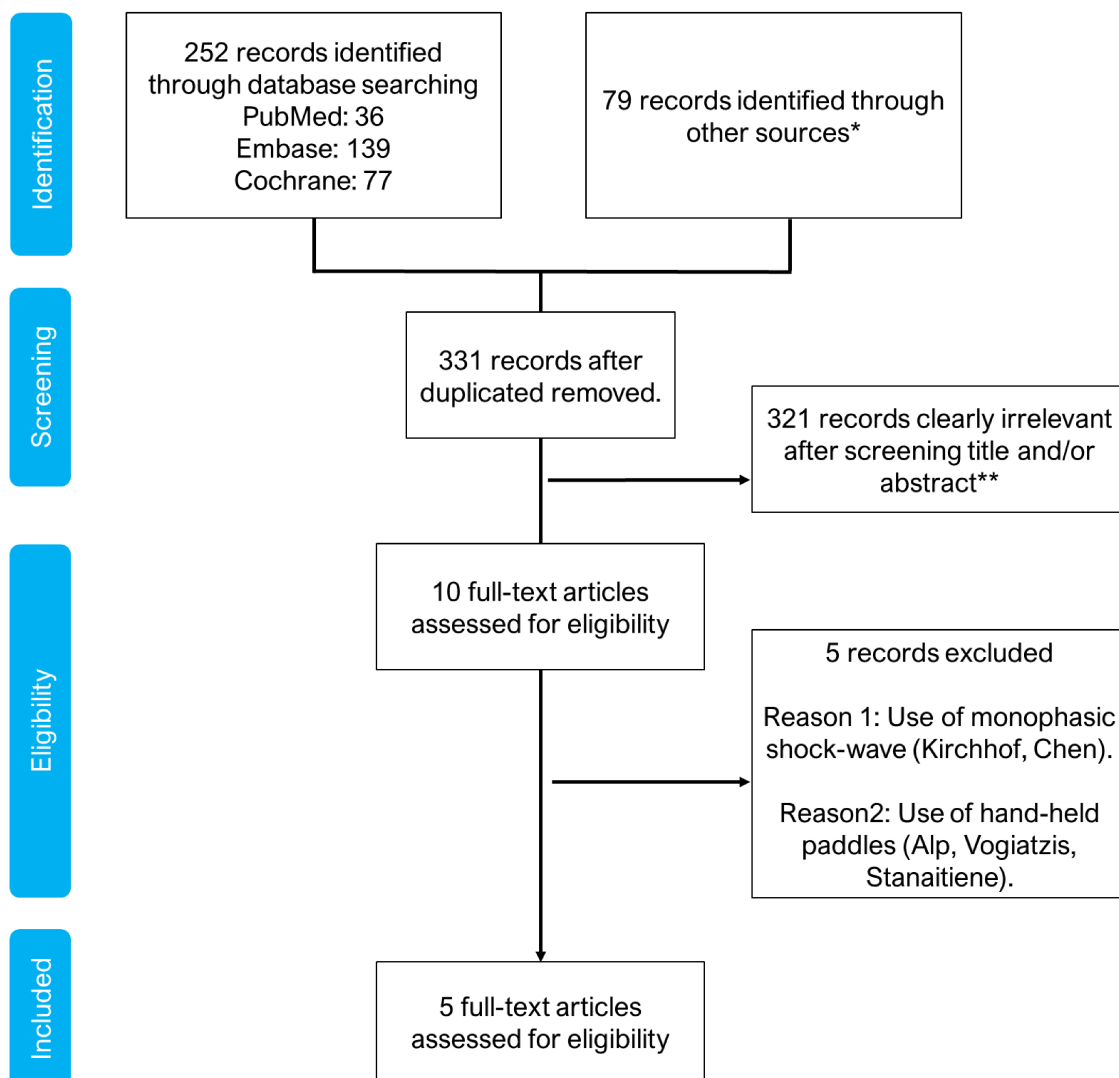 Identification
252 records identified
through database searching
PubMed: 36
Embase: 139
Cochrane: 77
79 records identified through
other sources*
Screening
331 records after
duplicated removed.
321 records clearly irrelevant
after screening title and/or
abstract**
Eligibility
10 full-text articles
assessed for eligibility
5 records excluded
Reason 1: Use of monophasic
shock-wave (Kirchhof, Chen).
Reason2: Use of hand-held
paddles (Alp, Vogiatzis,
Stanaitiene).
Included
5 full-text articles
assessed for eligibility